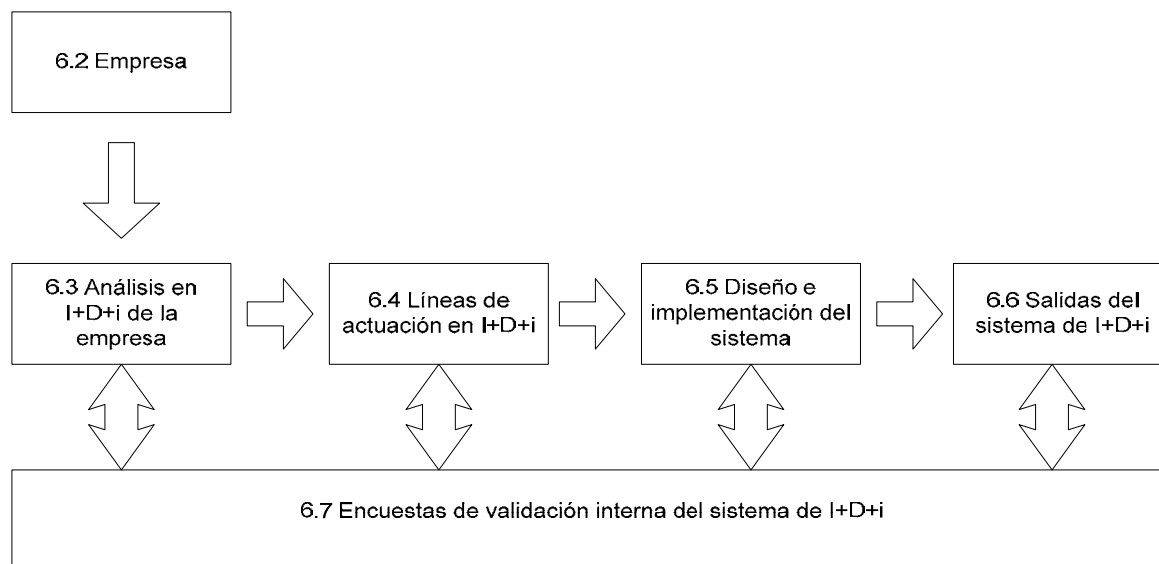 6.2 Empresa
6.3 Análisis en
I+D+i de la
empresa
6.4 Líneas de
actuación en I+D+i
6.5 Diseño e
implementación del
sistema
6.6 Salidas del
sistema de I+D+i
6.7 Encuestas de validación interna del sistema de I+D+i